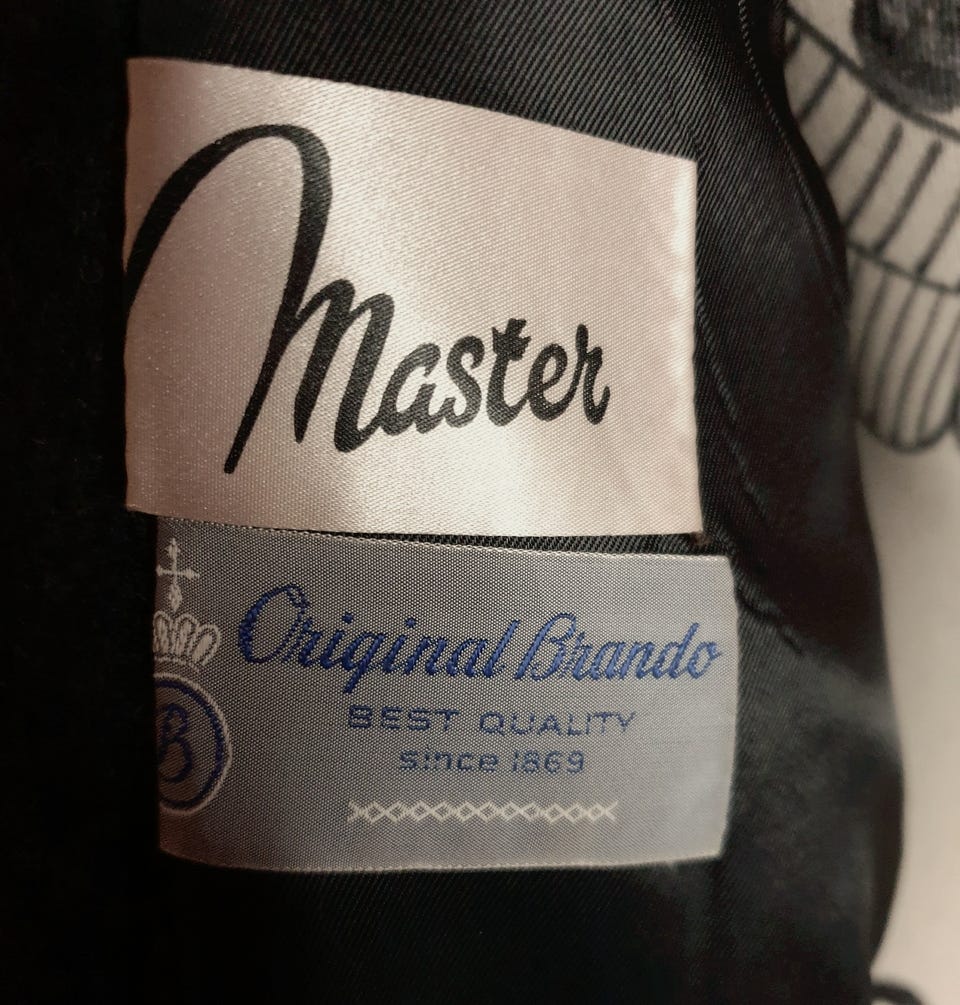 Master
Original Brando
B
BEST QUALITY
since 1869